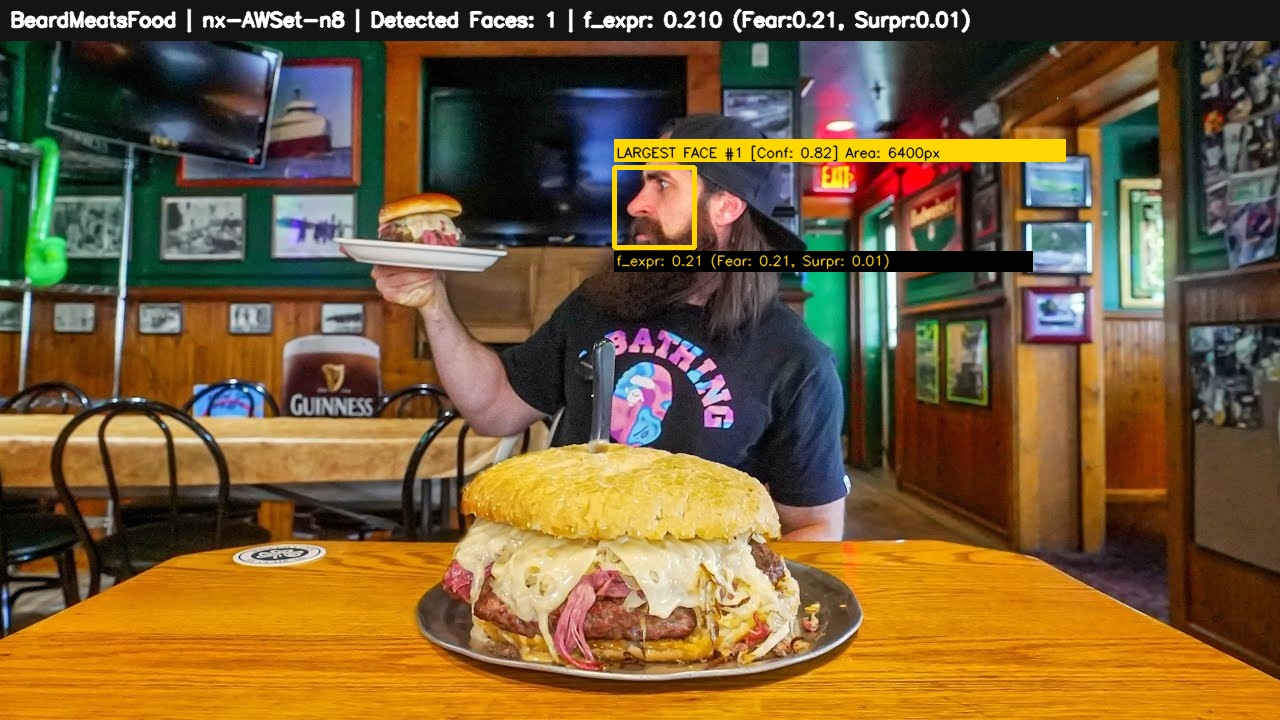 BeardMeatsFood | nx-AWSet-n8 | Detected Faces: 1 | f_expr: 0.210 (Fear:0.21, Surpr:0.01)
LARGEST FACE #1 [Conf: 0.82] Area: 6400px
EXIT
Budweiser
f_expr: 0.21 (Fear: 0.21, Surpr: 0.01)
BATHING
GUINNESS